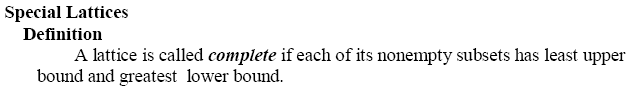 Special Lattices
Definition
A lattice is called complete if each of its nonempty subsets has least upper
bound and greatest lower bound.